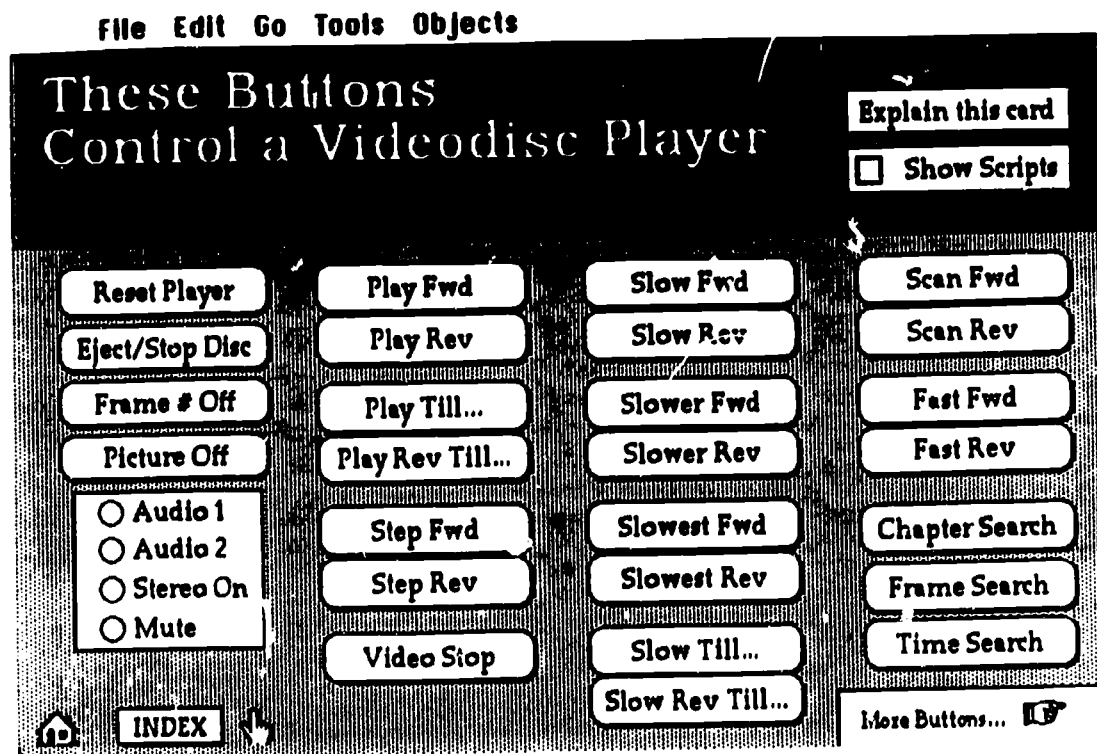 File Edit Go Tools Objects
These Buttons
Control a Videodisc Player
Explain this card
Show Scripts
Reset Player
Eject/Stop Disc
Frame # Off
Picture Off
Audio 1
Audio 2
Stereo On
Mute
Play Fwd
Play Rev
Play Till...
Play Rev Till...
Step Fwd
Step Rev
Video Stop
Slow Fwd
Slow Rev
Slower Fwd
Slower Rev
Slowest Fwd
Slowest Rev
Slow Till...
Slow Rev Till...
Scan Fwd
Scan Rev
Fast Fwd
Fast Rev
Chapter Search
Frame Search
Time Search
INDEX
More Buttons...